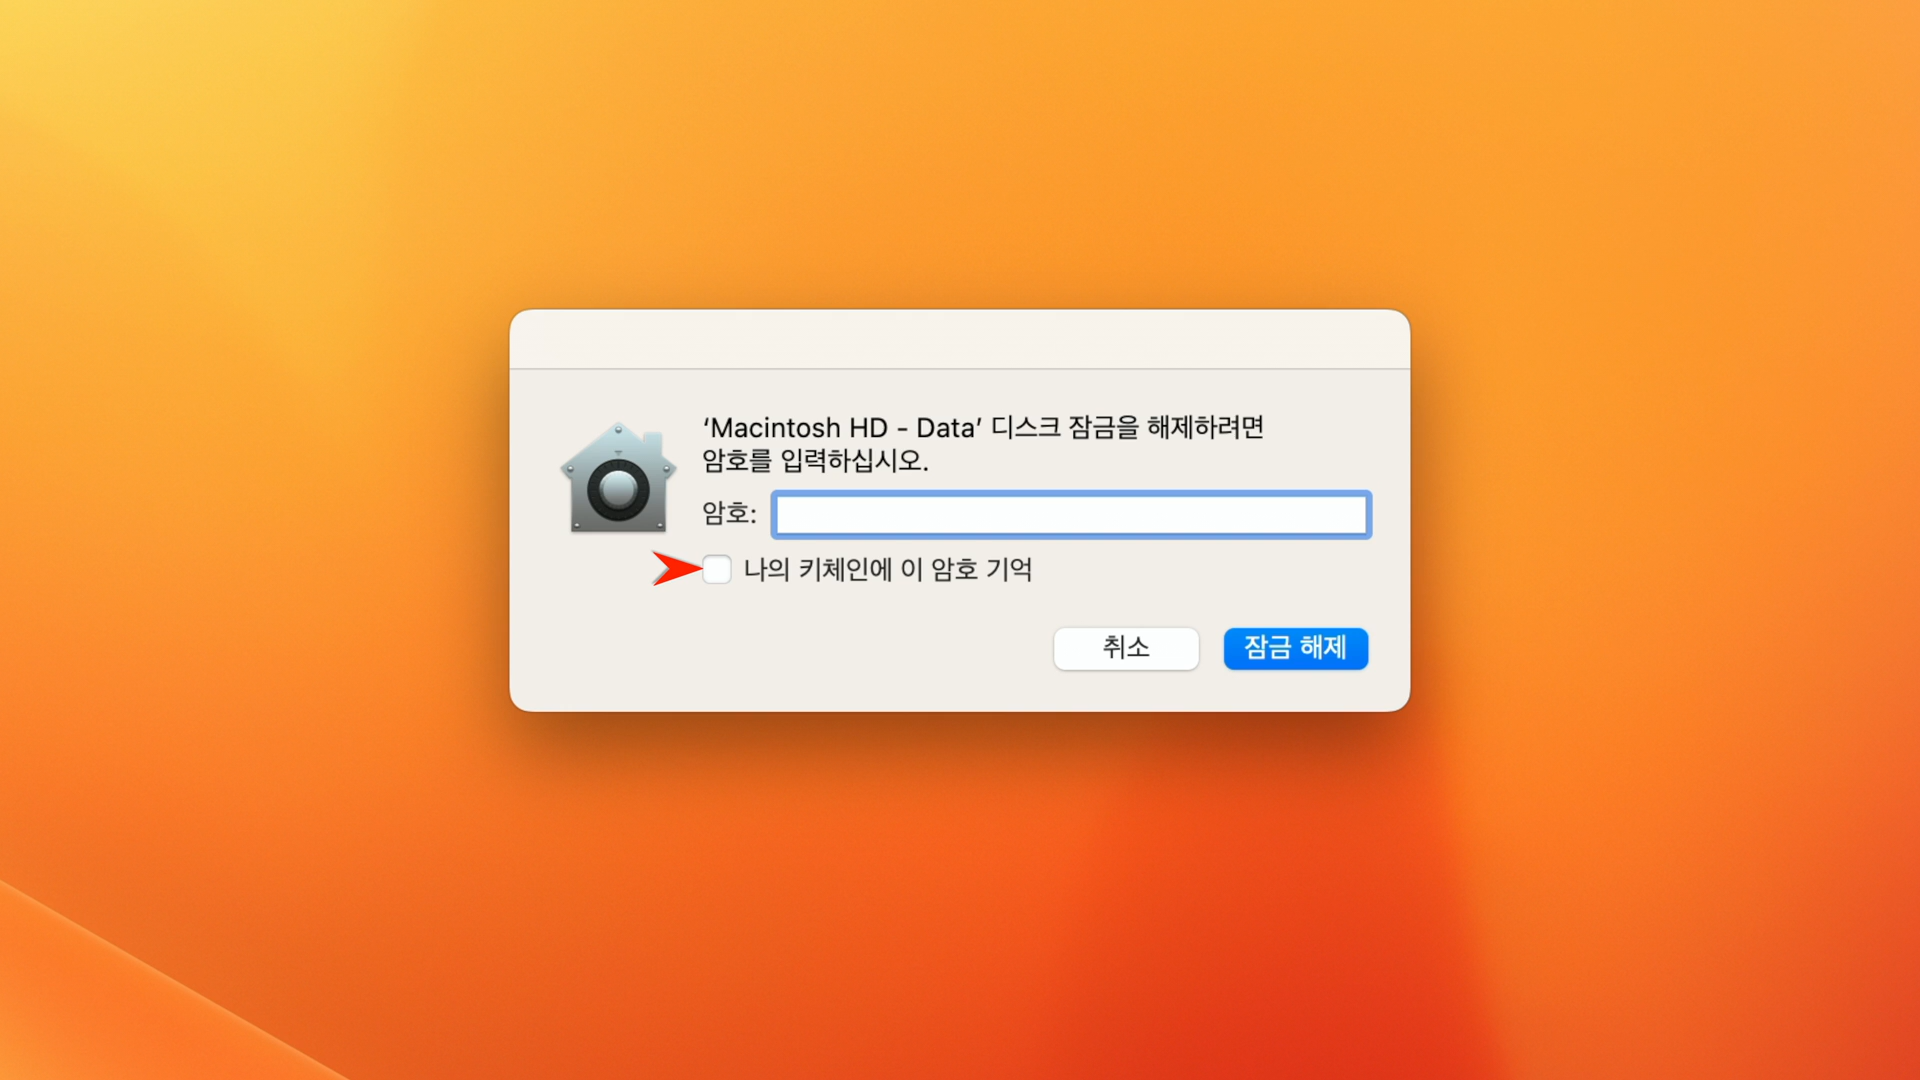 ‘Macintosh HD - Data’ 디스크 잠금을 해제하려면
암호를 입력하십시오.
암호:
나의 키체인에 이 암호 기억
취소
잠금 해제